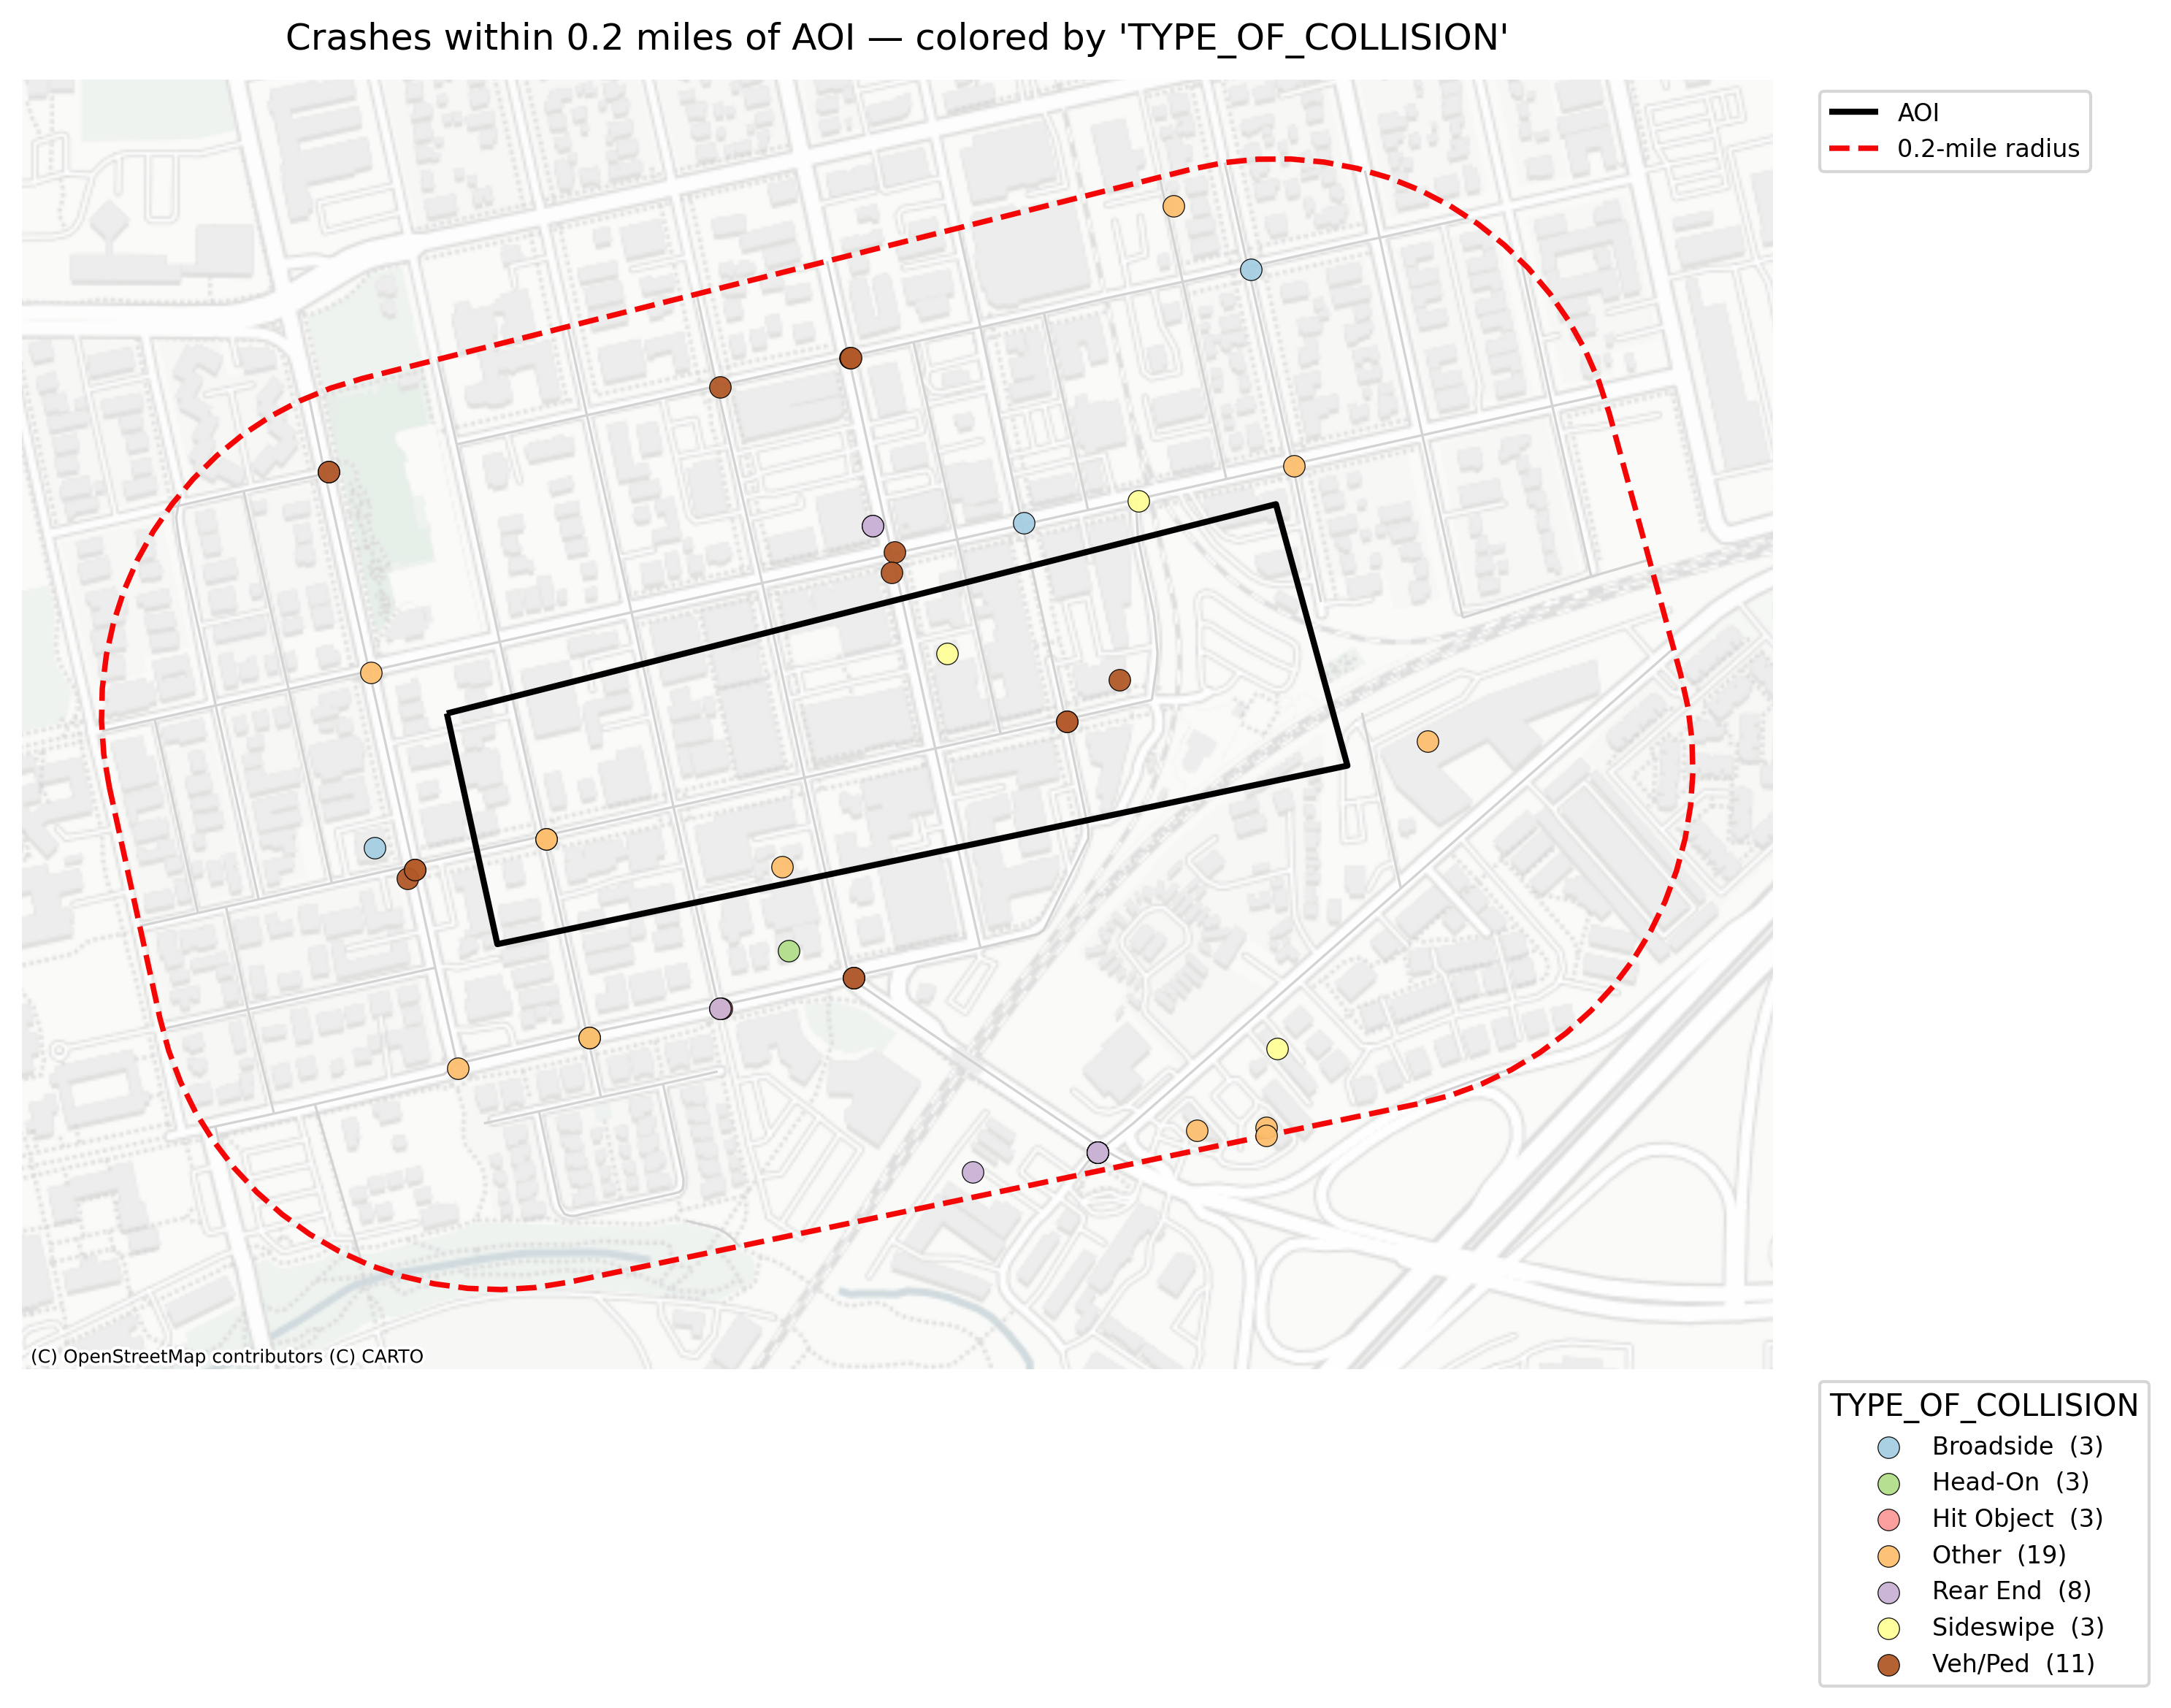 Crashes within 0.2 miles of AOI — colored by 'TYPE_OF_COLLISION'
AOI
0.2-mile radius
(C) OpenStreetMap contributors (C) CARTO
TYPE_OF_COLLISION
Broadside (3)
Head-On (3)
Hit Object (3)
Other (19)
Rear End (8)
Sideswipe (3)
Veh/Ped (11)